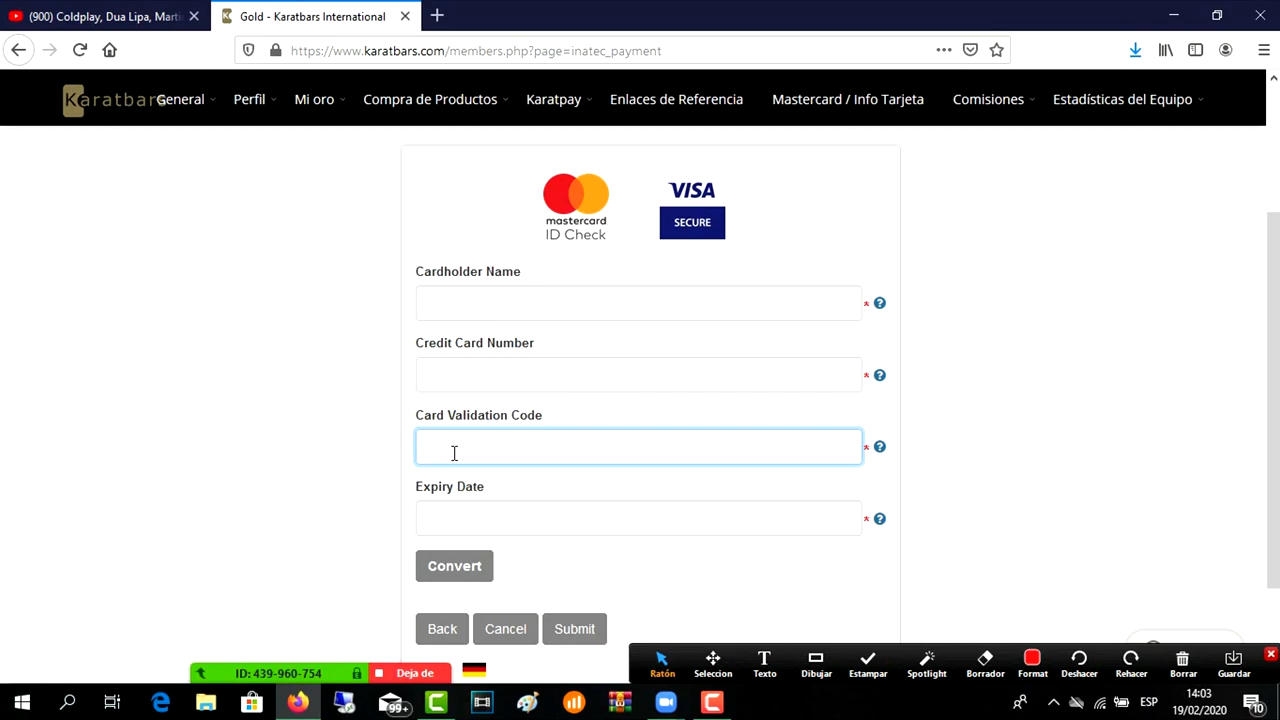 (900) Coldplay, Dua Lipa, Marti
Gold - Karatbars International
https://www.karatbars.com/members.php?page=inatec_payment
Karatbars
General
Perfil
Mi oro
Compra de Productos
Karatpay
Enlaces de Referencia
Mastercard / Info Tarjeta
Comisiones
Estadísticas del Equipo
mastercard
ID Check
VISA
SECURE
Cardholder Name
*
Credit Card Number
*
Card Validation Code
*
Expiry Date
*
Convert
Back
Cancel
Submit
ID: 439-960-754
Deja de
Ratón
Seleccion
Texto
Dibujar
Estampar
Spotlight
Borrador
Format
Deshacer
Rehacer
Borrar
Guardar
99+
ESP
14:03
19/02/2020
10